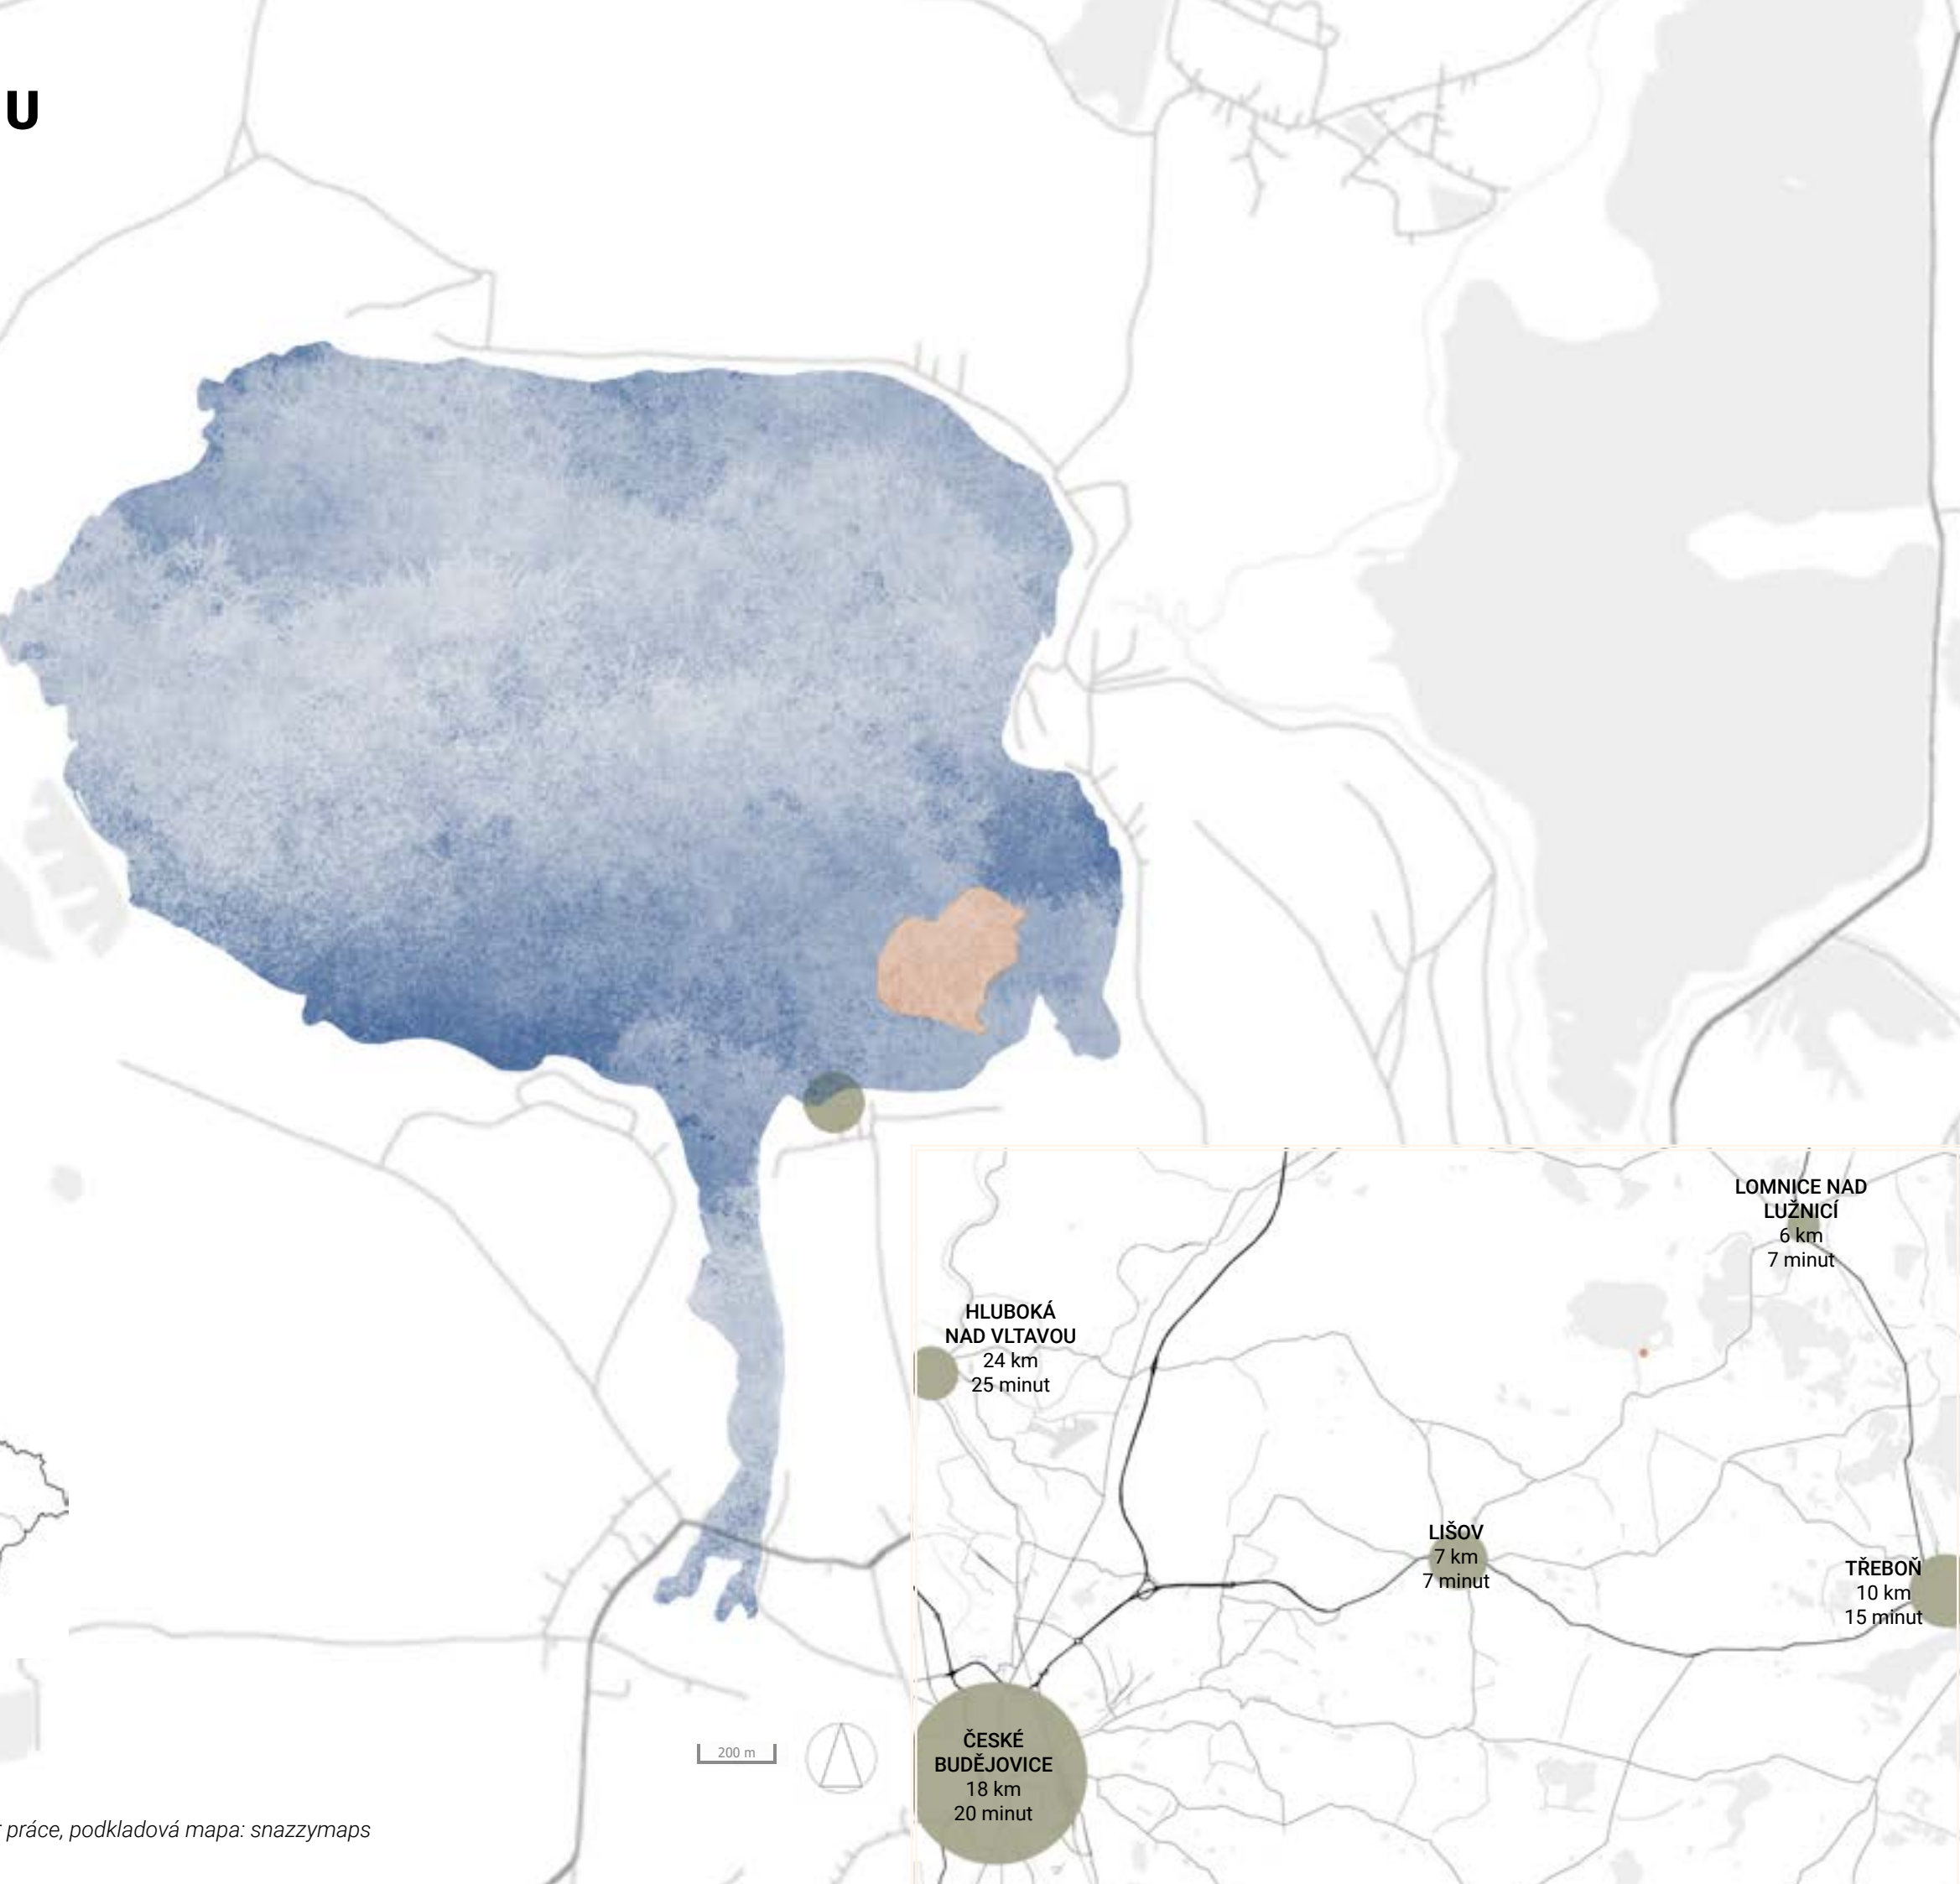 U
LOMNICE NAD
LUŽNICÍ
6 km
7 minut
HLUBOKÁ
NAD VLTAVOU
24 km
25 minut
LIŠOV
7 km
7 minut
TŘEBOŇ
10 km
15 minut
ČESKÉ
BUDĚJOVICE
18 km
20 minut
200 m
práce, podkladová mapa: snazzymaps